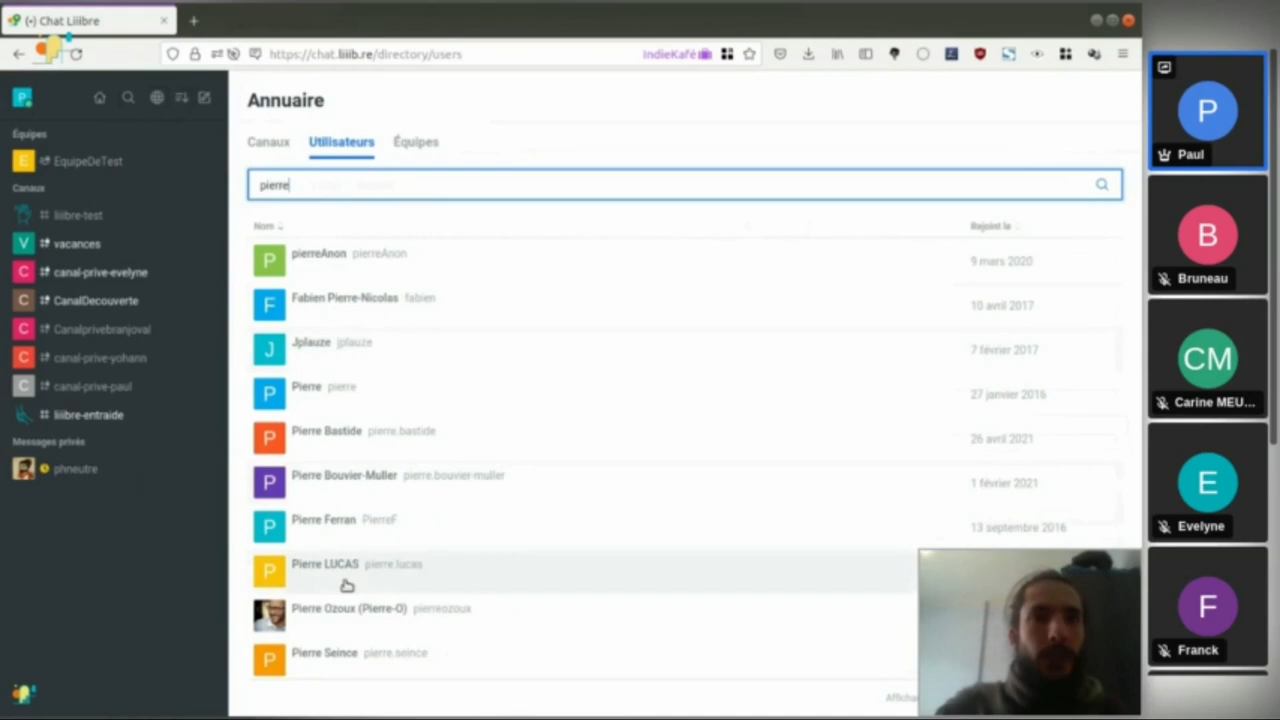 (•) Chat Liiibre
https://chat.liiib.re/directory/users
IndieKafé
P
Équipes
E EquipeDeTest
Canaux
liiibre-test
V vacances
C canal-prive-evelyne
C CanalDecouverte
C Canalprivebranjoval
C canal-prive-yohann
C canal-prive-paul
liiibre-entraide
Messages privés
phneutre
Annuaire
Canaux Utilisateurs Équipes
pierre
Nom Rejoint le
P pierreAnon pierreAnon 9 mars 2020
F Fabien Pierre-Nicolas fabien 10 avril 2017
J Jplauze jplauze 7 février 2017
P Pierre pierre 27 janvier 2016
P Pierre Bastide pierre.bastide 26 avril 2021
P Pierre Bouvier-Muller pierre.bouvier-muller 1 février 2021
P Pierre Ferran PierreF 13 septembre 2016
P Pierre LUCAS pierre.lucas
Pierre Ozoux (Pierre-O) pierreozoux
P Pierre Seince pierre.seince
P
Paul
B
Bruneau
CM
Carine MEU...
E
Evelyne
F
Franck